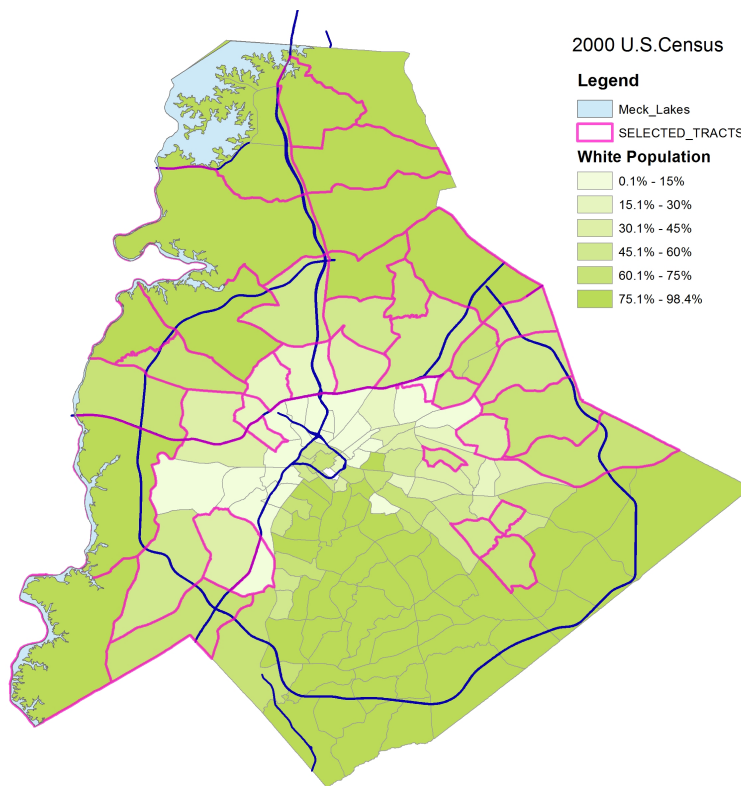 2000 U.S.Census
Legend
Meck_Lakes
SELECTED_TRACTS
White Population
0.1% - 15%
15.1% - 30%
30.1% - 45%
45.1% - 60%
60.1% - 75%
75.1% - 98.4%